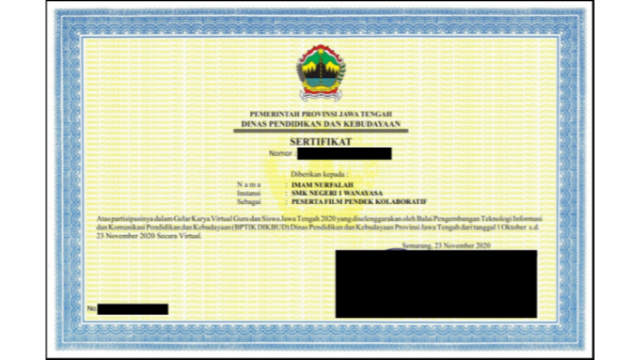 PEMERINTAH PROVINSI JAWA TENGAH
DINAS PENDIDIKAN DAN KEBUDAYAAN
SERTIFIKAT
Nomor :
Diberikan kepada :
Nama : IMAM NURFALAH
Instansi : SMK NEGERI 1 WANAYASA
Sebagai : PESERTA FILM PENDEK KOLABORATIF
Atas partisipasinya dalam Gelar Karya Virtual Guru dan Siswa Jawa Tengah 2020 yang diselenggarakan oleh Balai Pengembangan Teknologi Informasi
dan Komunikasi Pendidikan dan Kebudayaan (BPTIK DIKBUD) Dinas Pendidikan dan Kebudayaan Provinsi Jawa Tengah dari tanggal 1 Oktober s.d.
23 November 2020 Secara Virtual.
Semarang, 23 November 2020
No